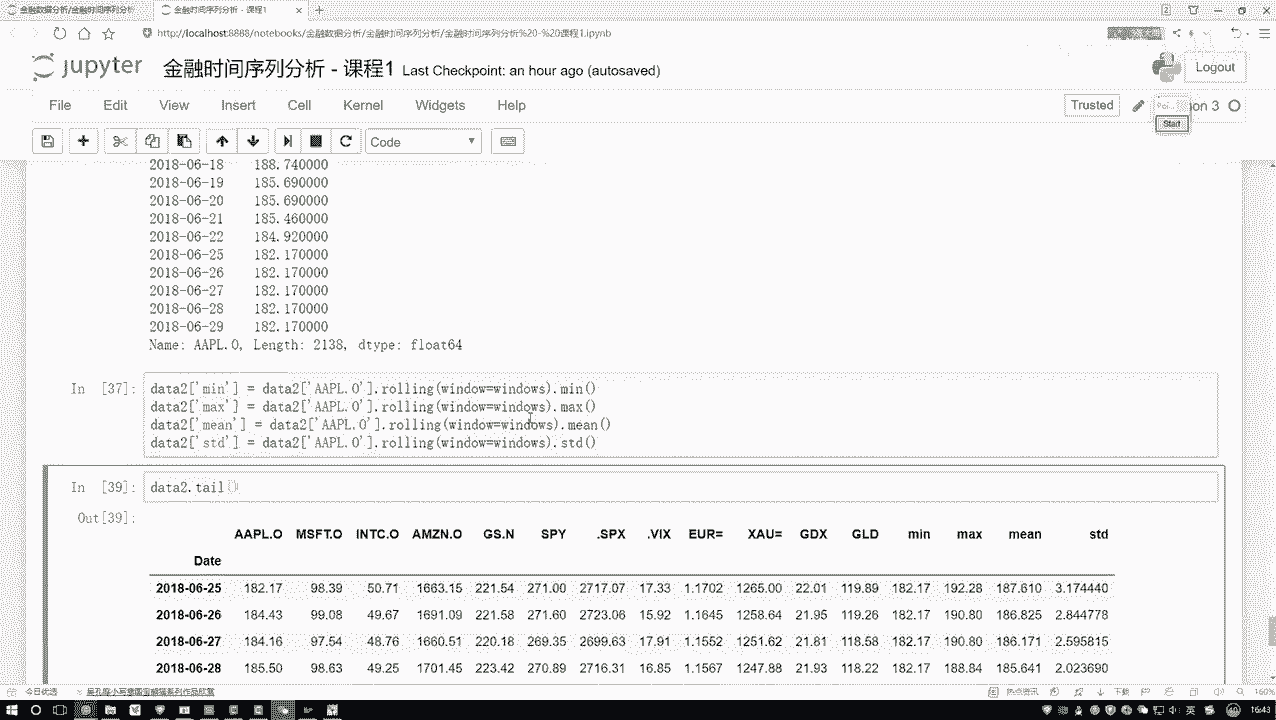 金融数据分析/金融时间序列分析
金融时间序列分析 - 课程1
http://localhost:8888/notebooks/金融数据分析/金融时间序列分析/金融时间序列分析%20-%20课程1.ipynb
jupyter 金融时间序列分析 - 课程1 Last Checkpoint: an hour ago (autosaved)
Logout
File Edit View Insert Cell Kernel Widgets Help
Trusted
on 3
Start
Code
2018-06-18 188.740000
2018-06-19 185.690000
2018-06-20 185.690000
2018-06-21 185.460000
2018-06-22 184.920000
2018-06-25 182.170000
2018-06-26 182.170000
2018-06-27 182.170000
2018-06-28 182.170000
2018-06-29 182.170000
Name: AAPL.O, Length: 2138, dtype: float64
In [37]: data2['min'] = data2['AAPL.O'].rolling(window=windows).min()
data2['max'] = data2['AAPL.O'].rolling(window=windows).max()
data2['mean'] = data2['AAPL.O'].rolling(window=windows).mean()
data2['std'] = data2['AAPL.O'].rolling(window=windows).std()
In [39]: data2.tail()
Out[39]:
AAPL.O MSFT.O INTC.O AMZN.O GS.N SPY .SPX .VIX EUR= XAU= GDX GLD min max mean std
Date
2018-06-25 182.17 98.39 50.71 1663.15 221.54 271.00 2717.07 17.33 1.1702 1265.00 22.01 119.89 182.17 192.28 187.610 3.174440
2018-06-26 184.43 99.08 49.67 1691.09 221.58 271.60 2723.06 15.92 1.1645 1258.64 21.95 119.26 182.17 190.80 186.825 2.844778
2018-06-27 184.16 97.54 48.76 1660.51 220.18 269.35 2699.63 17.91 1.1552 1251.62 21.81 118.58 182.17 190.80 186.171 2.595815
2018-06-28 185.50 98.63 49.25 1701.45 223.42 270.89 2716.31 16.85 1.1567 1247.88 21.93 118.22 182.17 188.84 185.641 2.023690
今日优选
热点资讯
下载
160%
英
16:43